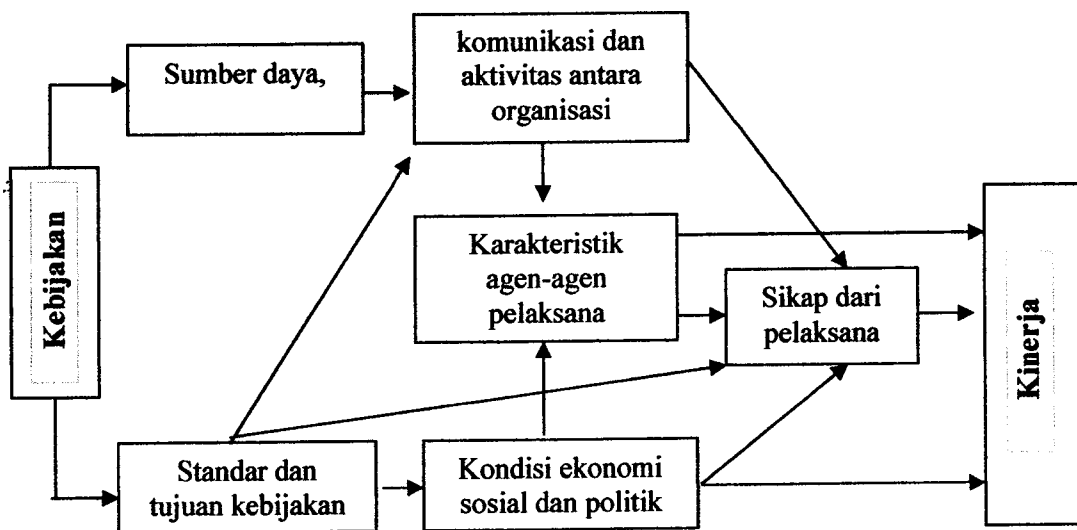 komunikasi dan
aktivitas antara
organisasi
Sumber daya,
Kebijakan
Karakteristik
agen-agen
pelaksana
Sikap dari
pelaksana
Kinerja
Standar dan
tujuan kebijakan
Kondisi ekonomi
sosial dan politik